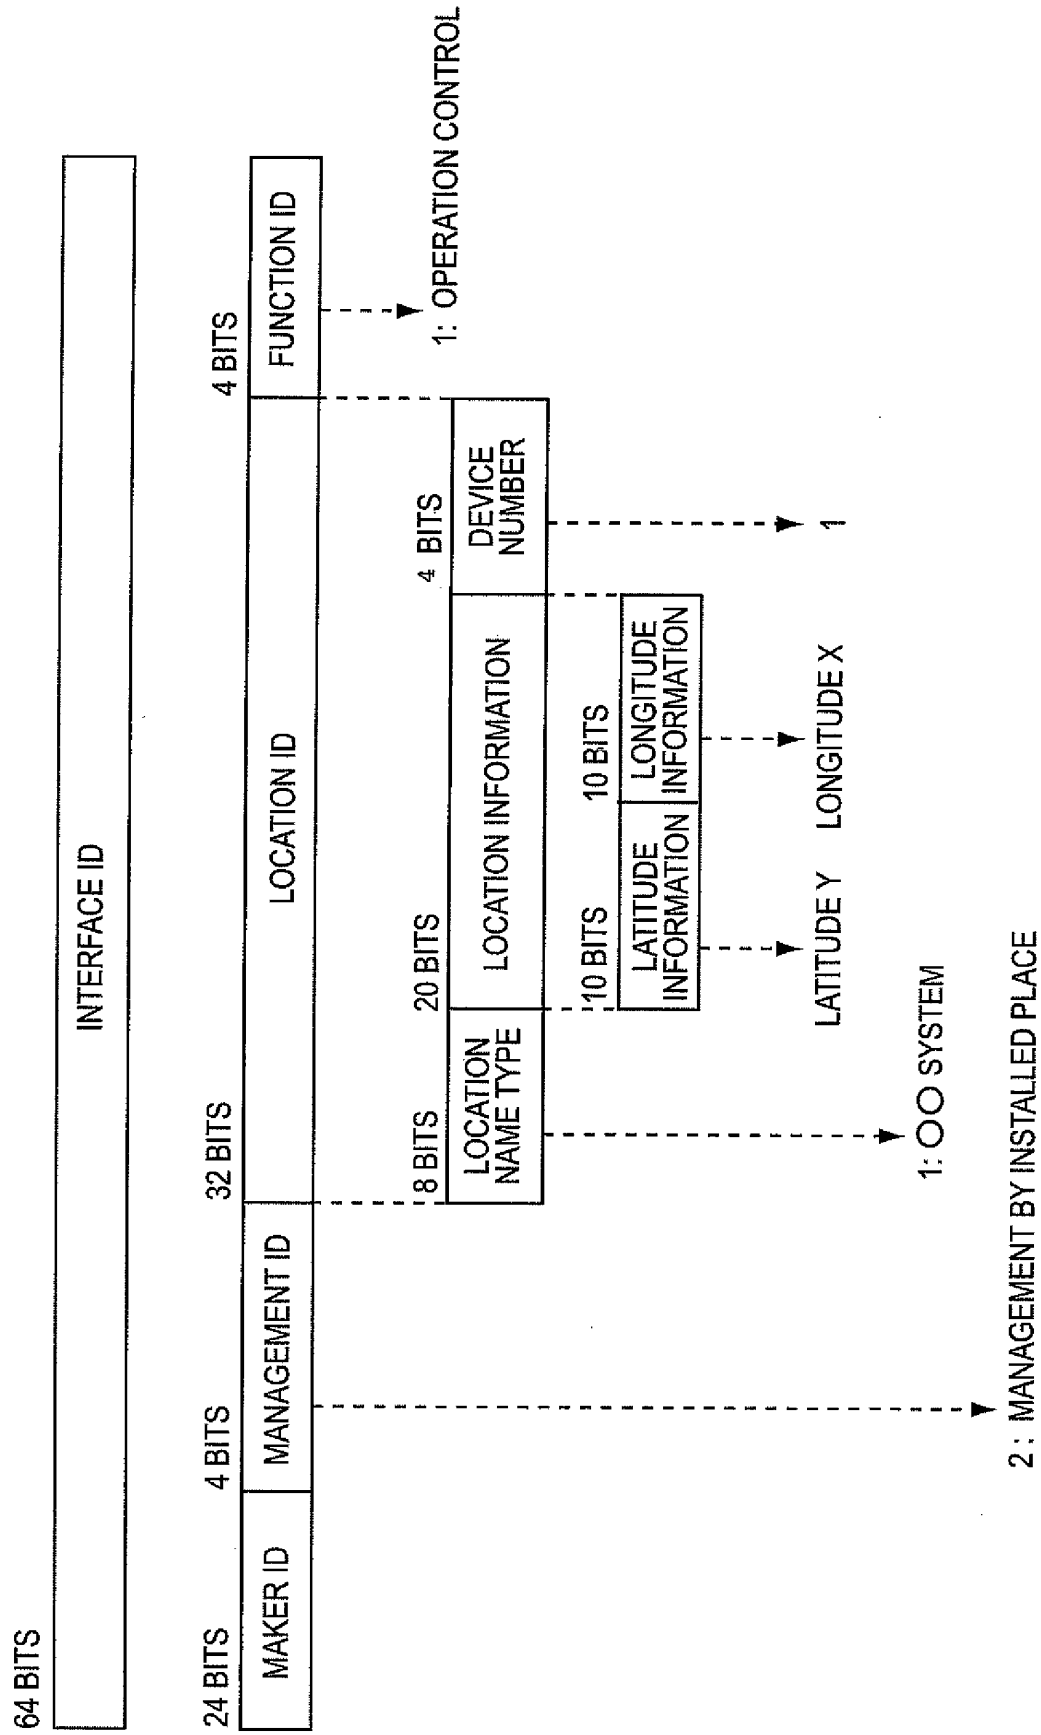 64 BITS
INTERFACE ID
24 BITS
4 BITS
32 BITS
4 BITS
MAKER ID
MANAGEMENT ID
LOCATION ID
FUNCTION ID
1: OPERATION CONTROL
8 BITS
20 BITS
4 BITS
LOCATION
NAME TYPE
LOCATION INFORMATION
DEVICE
NUMBER
10 BITS
10 BITS
LATITUDE
INFORMATION
LONGITUDE
INFORMATION
LATITUDE Y
LONGITUDE X
1
1: ○○ SYSTEM
2: MANAGEMENT BY INSTALLED PLACE